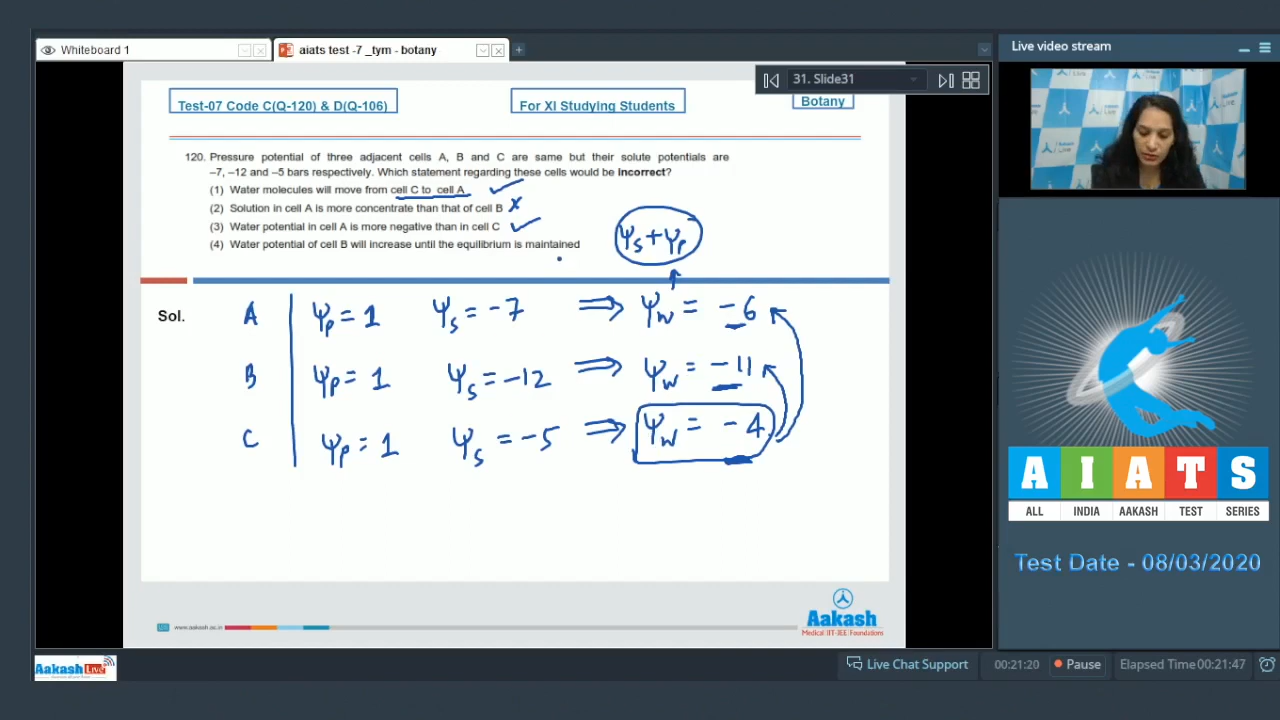 Whiteboard 1
aiats test -7 _tym - botany
Live video stream
31. Slide31
Test-07 Code C(Q-120) & D(Q-106)
For XI Studying Students
Botany
120. Pressure potential of three adjacent cells A, B and C are same but their solute potentials are
–7, –12 and –5 bars respectively. Which statement regarding these cells would be incorrect?
(1) Water molecules will move from cell C to cell A ✓
(2) Solution in cell A is more concentrate than that of cell B ×
(3) Water potential in cell A is more negative than in cell C ✓
(4) Water potential of cell B will increase until the equilibrium is maintained
ψs + ψp
Sol.
A ψp = 1 ψs = -7 ⇒ ψw = -6
B ψp = 1 ψs = -12 ⇒ ψw = -11
C ψp = 1 ψs = -5 ⇒ ψw = -4
www.aakash.ac.in
Aakash
Medical|IIT-JEE|Foundations
A I A T S
ALL INDIA AAKASH TEST SERIES
Test Date - 08/03/2020
Aakash Live
Live Chat Support
00:21:20
Pause
Elapsed Time 00:21:47